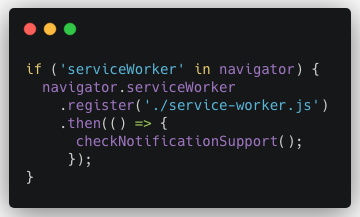 if ('serviceWorker' in navigator) {
  navigator.serviceWorker
    .register('./service-worker.js')
    .then(() => {
      checkNotificationSupport();
     });
}